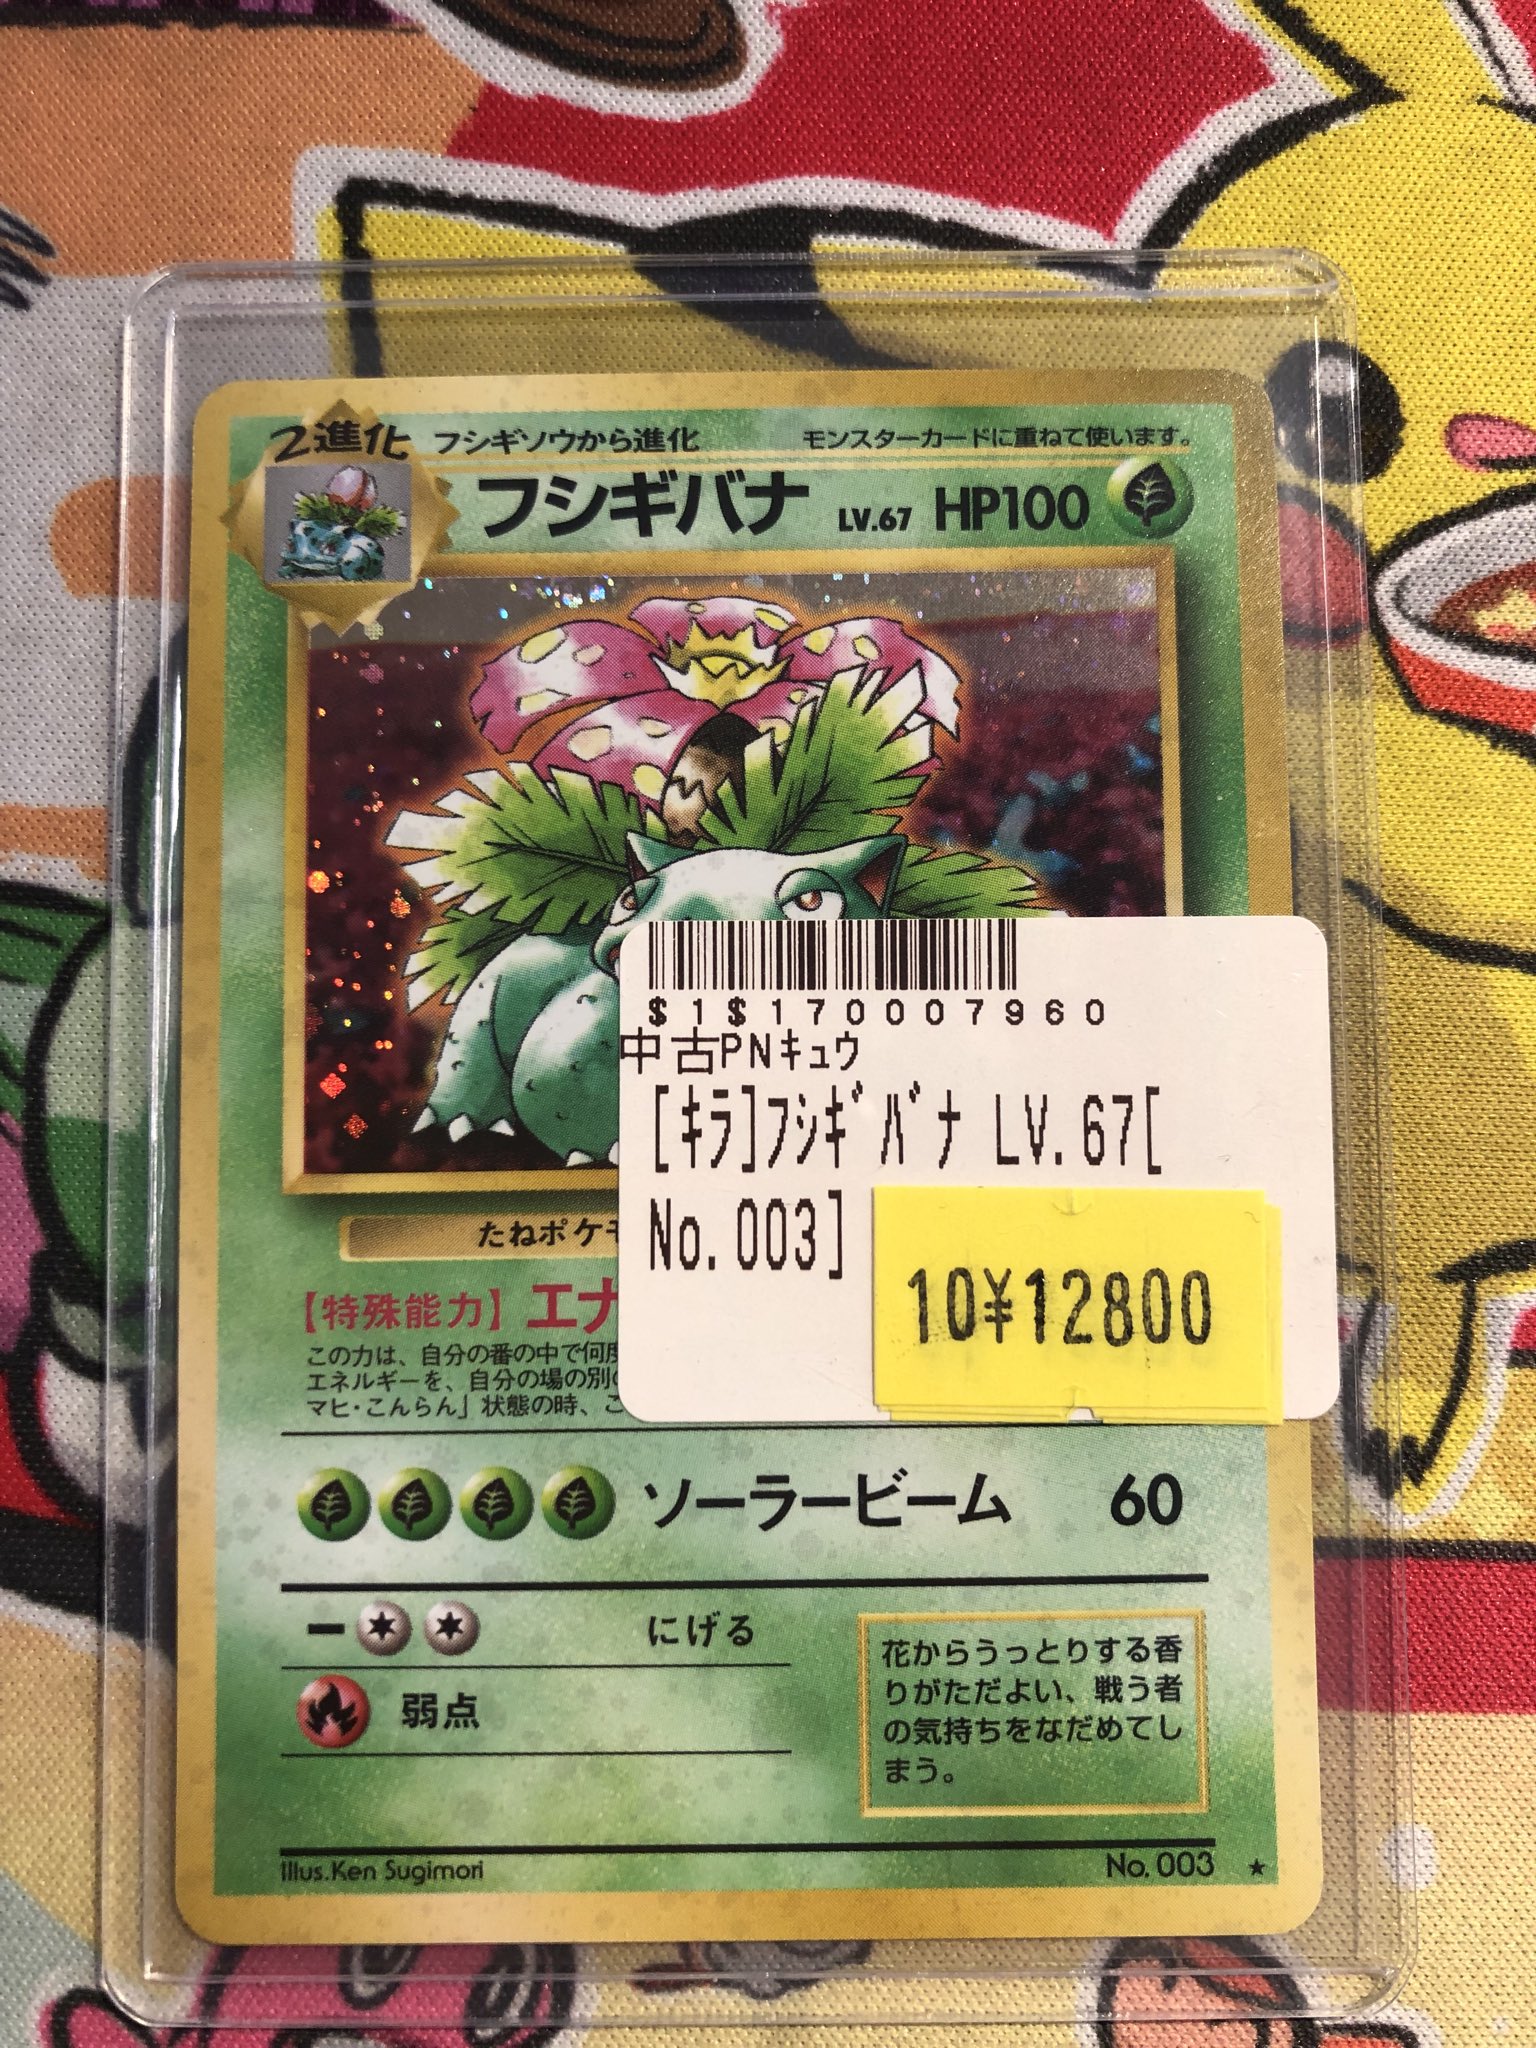 2進化 フシギソウから進化 モンスターカードに重ねて使います。
フシギバナ LV.67 HP100
$1$170007960
中古PNキュウ
[キラ]フシギバナ LV.67[
No.003]
10¥12800
たねポケモ
【特殊能力】エナ
この力は、自分の番の中で何度
エネルギーを、自分の場の別の
マヒ・こんらん」状態の時、こ
ソーラービーム 60
ー にげる
弱点
花からうっとりする香
りがただよい、戦う者
の気持ちをなだめてし
まう。
Illus.Ken Sugimori No.003 ★